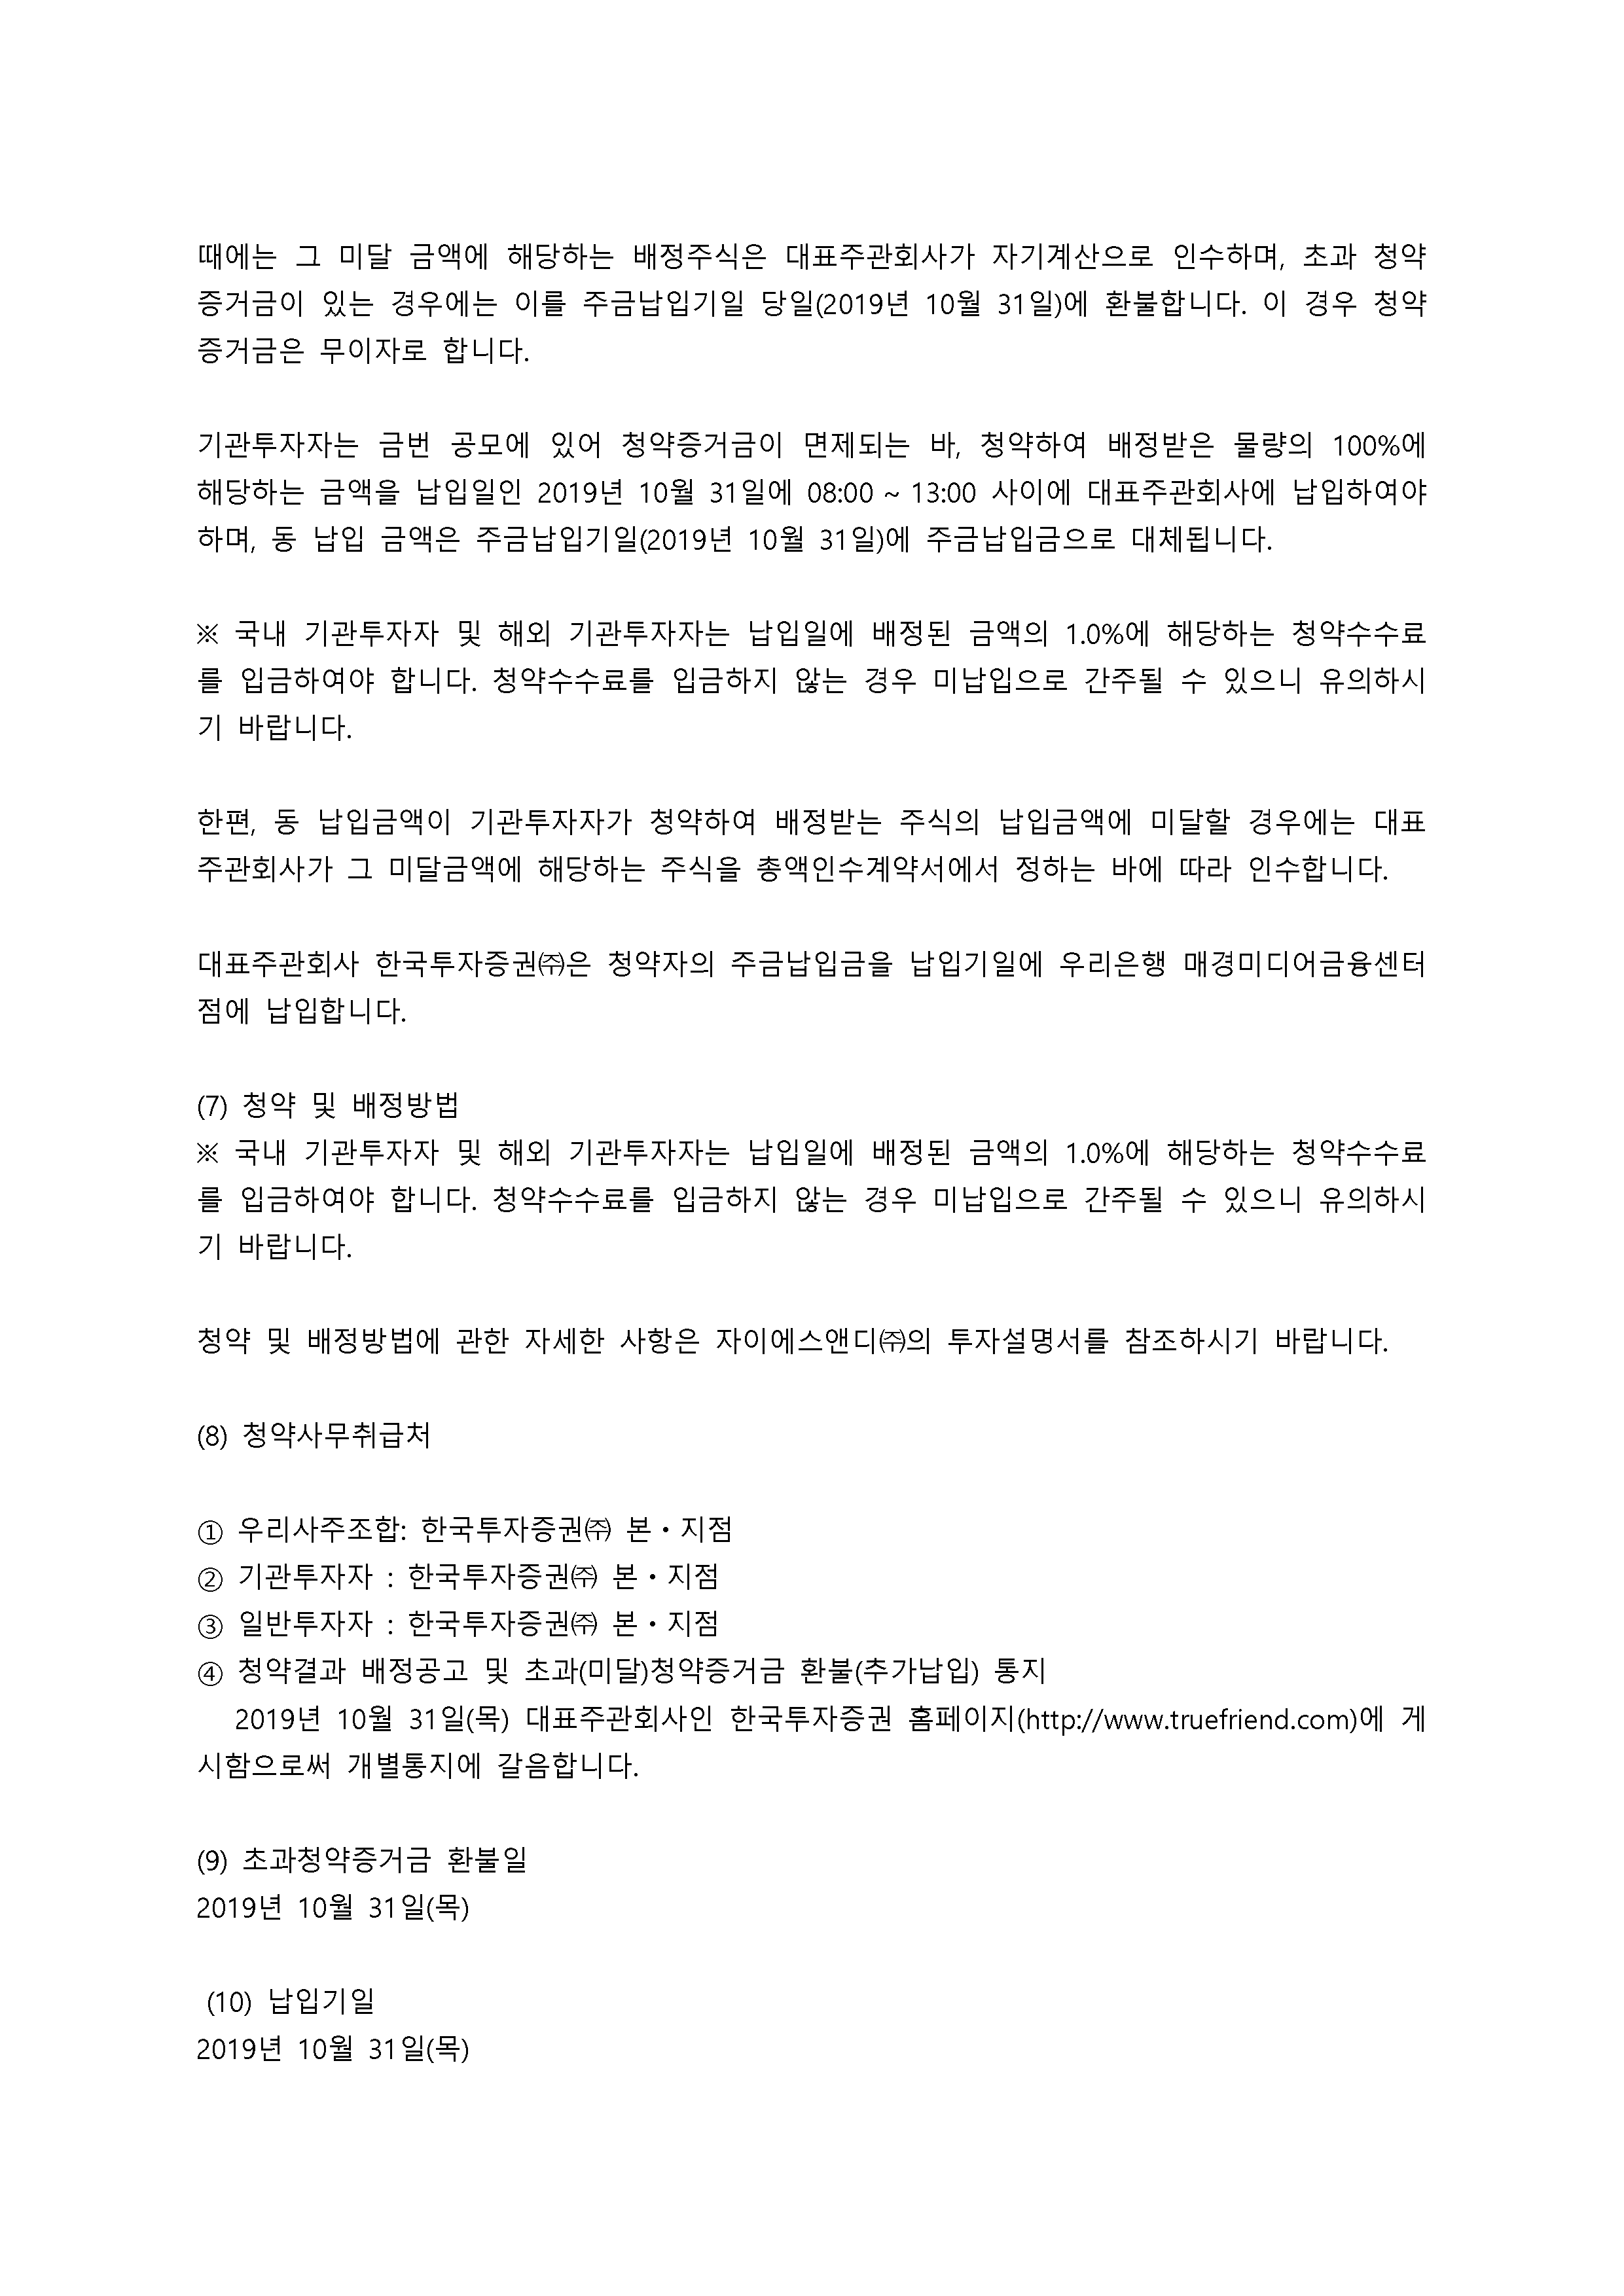 때에는 그 미달 금액에 해당하는 배정주식은 대표주관회사가 자기계산으로 인수하며, 초과 청약
증거금이 있는 경우에는 이를 주금납입기일 당일(2019년 10월 31일)에 환불합니다. 이 경우 청약
증거금은 무이자로 합니다.
기관투자자는 금번 공모에 있어 청약증거금이 면제되는 바, 청약하여 배정받은 물량의 100%에
해당하는 금액을 납입일인 2019년 10월 31일에 08:00 ~ 13:00 사이에 대표주관회사에 납입하여야
하며, 동 납입 금액은 주금납입기일(2019년 10월 31일)에 주금납입금으로 대체됩니다.
※ 국내 기관투자자 및 해외 기관투자자는 납입일에 배정된 금액의 1.0%에 해당하는 청약수수료
를 입금하여야 합니다. 청약수수료를 입금하지 않는 경우 미납입으로 간주될 수 있으니 유의하시
기 바랍니다.
한편, 동 납입금액이 기관투자자가 청약하여 배정받는 주식의 납입금액에 미달할 경우에는 대표
주관회사가 그 미달금액에 해당하는 주식을 총액인수계약서에서 정하는 바에 따라 인수합니다.
대표주관회사 한국투자증권㈜은 청약자의 주금납입금을 납입기일에 우리은행 매경미디어금융센터
점에 납입합니다.
(7) 청약 및 배정방법
※ 국내 기관투자자 및 해외 기관투자자는 납입일에 배정된 금액의 1.0%에 해당하는 청약수수료
를 입금하여야 합니다. 청약수수료를 입금하지 않는 경우 미납입으로 간주될 수 있으니 유의하시
기 바랍니다.
청약 및 배정방법에 관한 자세한 사항은 자이에스앤디㈜의 투자설명서를 참조하시기 바랍니다.
(8) 청약사무취급처
① 우리사주조합: 한국투자증권㈜ 본・지점
② 기관투자자 : 한국투자증권㈜ 본・지점
③ 일반투자자 : 한국투자증권㈜ 본・지점
④ 청약결과 배정공고 및 초과(미달)청약증거금 환불(추가납입) 통지
2019년 10월 31일(목) 대표주관회사인 한국투자증권 홈페이지(http://www.truefriend.com)에 게
시함으로써 개별통지에 갈음합니다.
(9) 초과청약증거금 환불일
2019년 10월 31일(목)
(10) 납입기일
2019년 10월 31일(목)